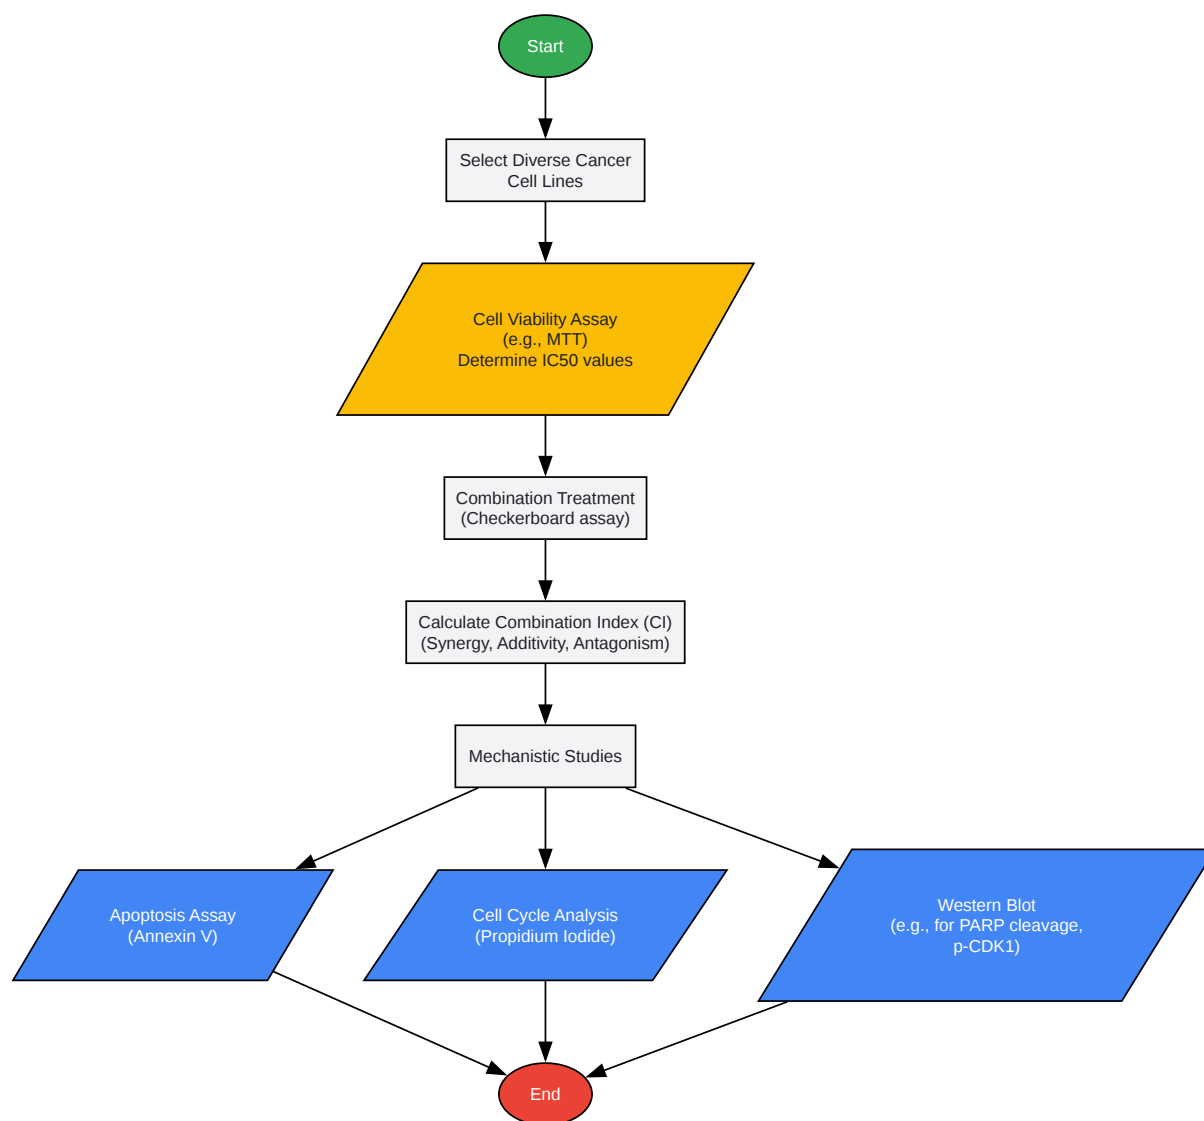 Start
Select Diverse Cancer
Cell Lines
Cell Viability Assay
(e.g., MTT)
Determine IC50 values
Combination Treatment
(Checkerboard assay)
Calculate Combination Index (CI)
(Synergy, Additivity, Antagonism)
Mechanistic Studies
Apoptosis Assay
(Annexin V)
Cell Cycle Analysis
(Propidium Iodide)
Western Blot
(e.g., for PARP cleavage,
p-CDK1)
End